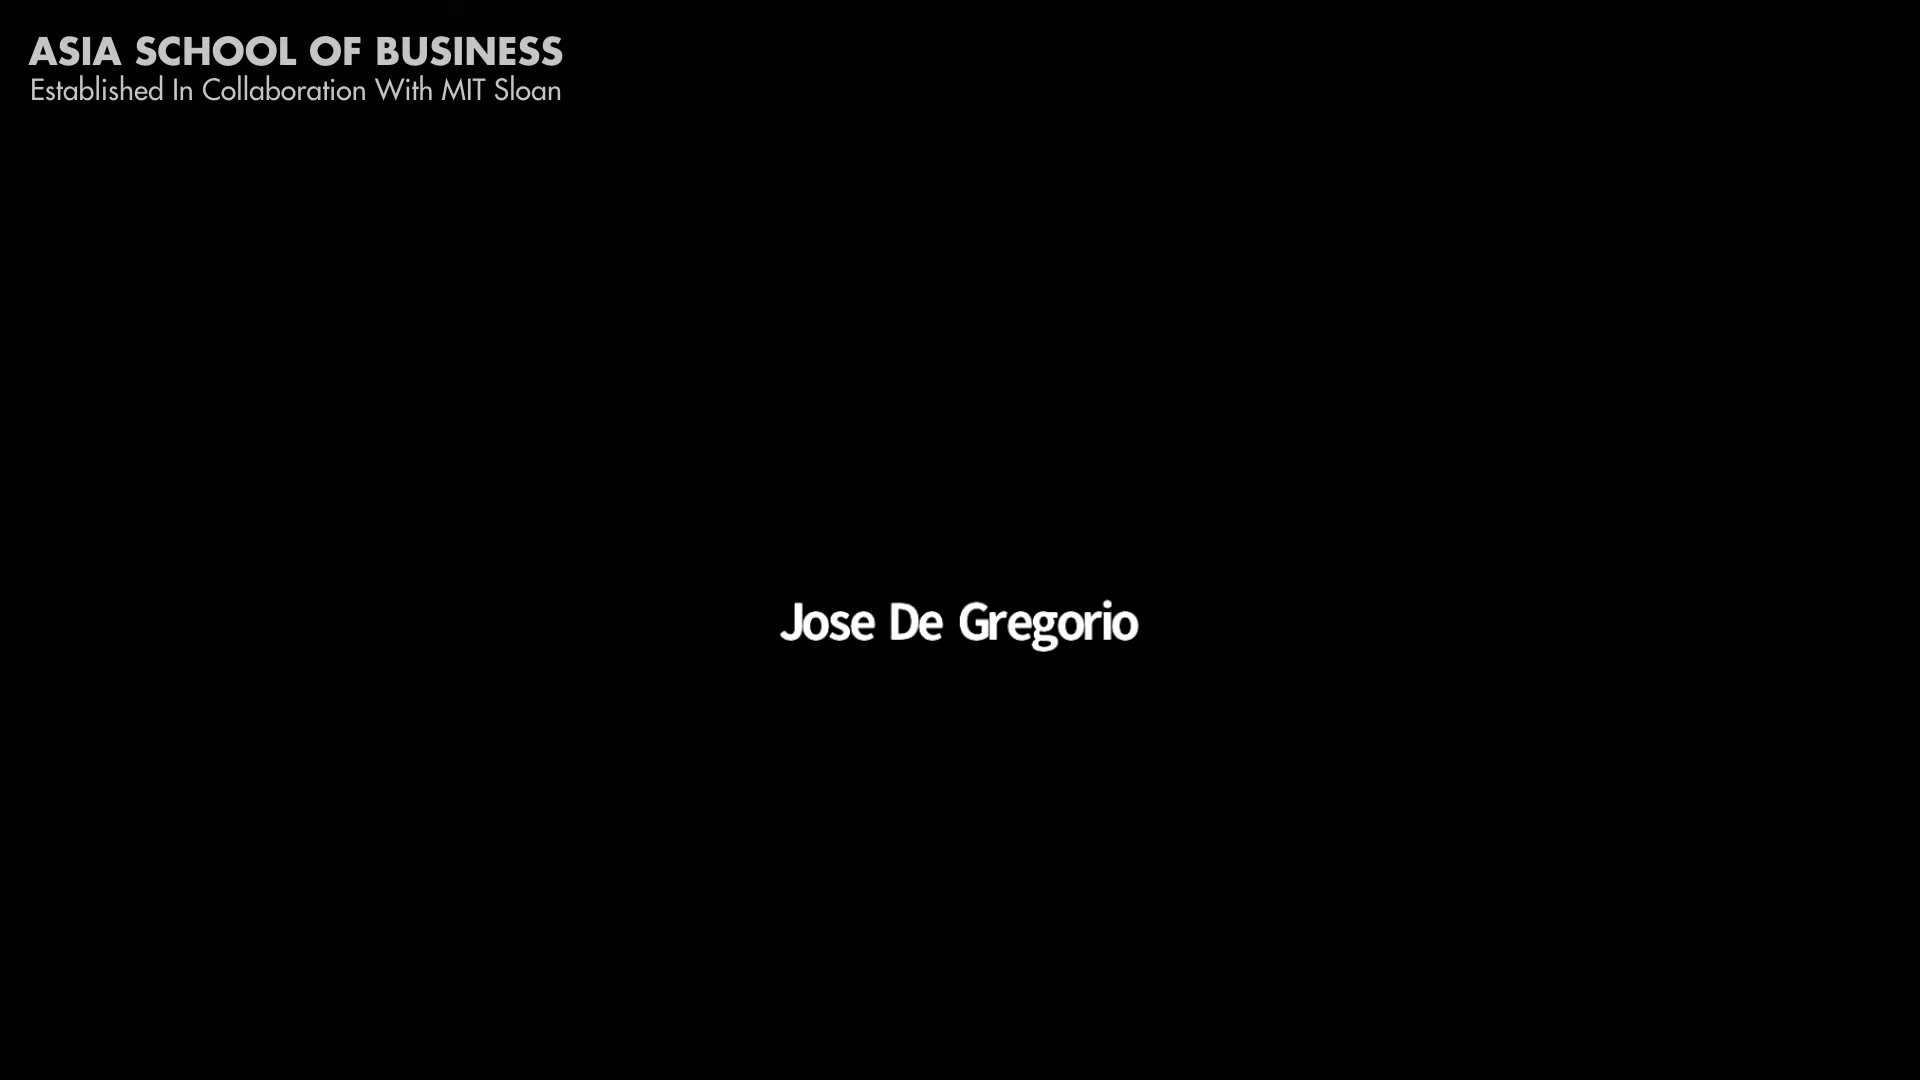 ASIA SCHOOL OF BUSINESS
Established In Collaboration With MIT Sloan
Jose De Gregorio